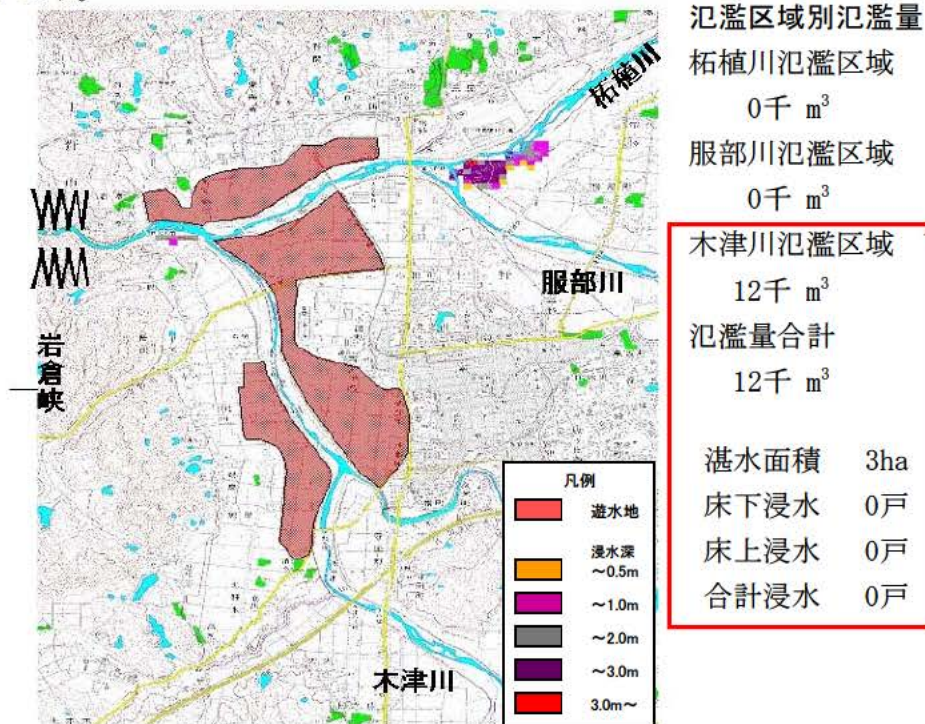 氾濫区域別氾濫量
柘植川氾濫区域
0千 m³
服部川氾濫区域
0千 m³
木津川氾濫区域
12千 m³
氾濫量合計
12千 m³
湛水面積 3ha
床下浸水 0戸
床上浸水 0戸
合計浸水 0戸
柘植川
服部川
岩倉峡
木津川
凡例
遊水地
浸水深
~0.5m
~1.0m
~2.0m
~3.0m
3.0m~